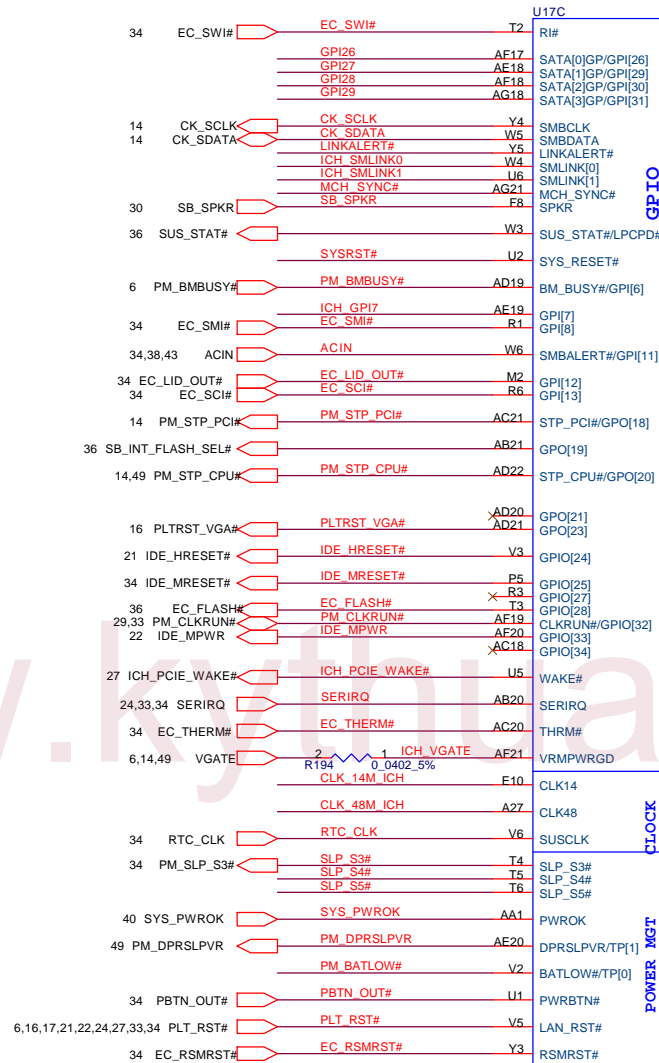 U17C
34 EC_SWI# EC_SWI# T2 RI#
GPI26 AF17 SATA[0]GP/GPI[26]
GPI27 AE18 SATA[1]GP/GPI[29]
GPI28 AF18 SATA[2]GP/GPI[30]
GPI29 AG18 SATA[3]GP/GPI[31]
14 CK_SCLK CK_SCLK Y4 SMBCLK
14 CK_SDATA CK_SDATA W5 SMBDATA
LINKALERT# Y5 LINKALERT#
ICH_SMLINK0 W4 SMLINK[0]
ICH_SMLINK1 U6 SMLINK[1]
MCH_SYNC# AG21 MCH_SYNC#
30 SB_SPKR SB_SPKR F8 SPKR
GPIO
36 SUS_STAT# W3 SUS_STAT#/LPCPD#
SYSRST# U2 SYS_RESET#
6 PM_BMBUSY# PM_BMBUSY# AD19 BM_BUSY#/GPI[6]
ICH_GPI7 AE19 GPI[7]
34 EC_SMI# EC_SMI# R1 GPI[8]
34,38,43 ACIN ACIN W6 SMBALERT#/GPI[11]
34 EC_LID_OUT# EC_LID_OUT# M2 GPI[12]
34 EC_SCI# EC_SCI# R6 GPI[13]
14 PM_STP_PCI# PM_STP_PCI# AC21 STP_PCI#/GPO[18]
36 SB_INT_FLASH_SEL# AB21 GPO[19]
14,49 PM_STP_CPU# PM_STP_CPU# AD22 STP_CPU#/GPO[20]
AD20 GPO[21]
16 PLTRST_VGA# PLTRST_VGA# AD21 GPO[23]
21 IDE_HRESET# IDE_HRESET# V3 GPIO[24]
34 IDE_MRESET# IDE_MRESET# P5 GPIO[25]
R3 GPIO[27]
36 EC_FLASH# EC_FLASH# T3 GPIO[28]
29,33 PM_CLKRUN# PM_CLKRUN# AF19 CLKRUN#/GPIO[32]
22 IDE_MPWR IDE_MPWR AF20 GPIO[33]
AC18 GPIO[34]
w.kythua
27 ICH_PCIE_WAKE# ICH_PCIE_WAKE# U5 WAKE#
24,33,34 SERIRQ SERIRQ AB20 SERIRQ
34 EC_THERM# EC_THERM# AC20 THRM#
6,14,49 VGATE 2 1 ICH_VGATE AF21 VRMPWRGD
R194 0_0402_5%
CLK_14M_ICH E10 CLK14
CLK_48M_ICH A27 CLK48
CLOCK
34 RTC_CLK RTC_CLK V6 SUSCLK
34 PM_SLP_S3# SLP_S3# T4 SLP_S3#
SLP_S4# T5 SLP_S4#
SLP_S5# T6 SLP_S5#
40 SYS_PWROK SYS_PWROK AA1 PWROK
49 PM_DPRSLPVR PM_DPRSLPVR AE20 DPRSLPVR/TP[1]
POWER MGT
PM_BATLOW# V2 BATLOW#/TP[0]
34 PBTN_OUT# PBTN_OUT# U1 PWRBTN#
6,16,17,21,22,24,27,33,34 PLT_RST# PLT_RST# V5 LAN_RST#
34 EC_RSMRST# EC_RSMRST# Y3 RSMRST#